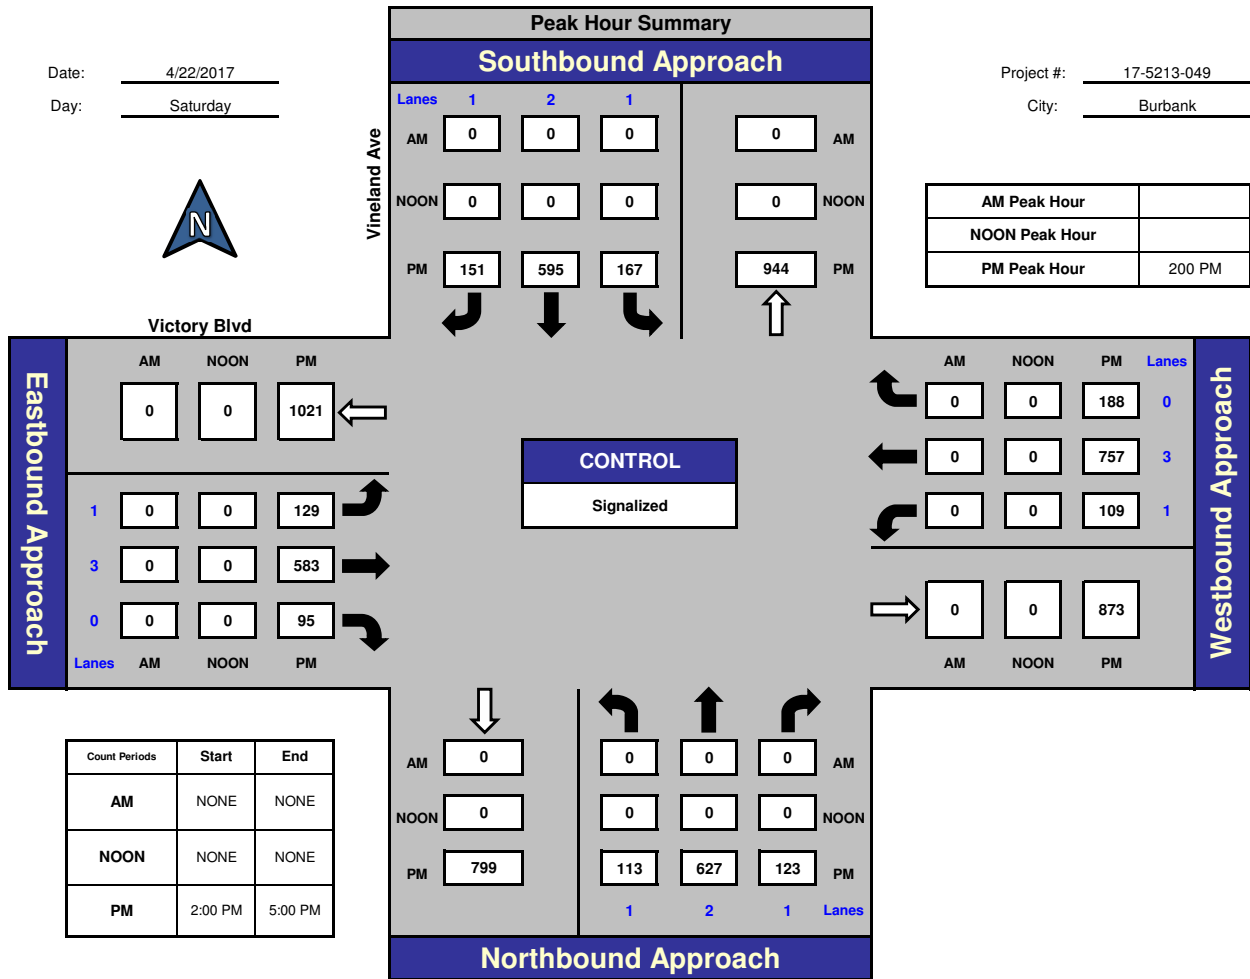 Peak Hour Summary
Southbound Approach
Date: 4/22/2017
Day: Saturday
Project #: 17-5213-049
City: Burbank
N
Vineland Ave
Lanes 1 2 1
AM 0 0 0 0 AM
NOON 0 0 0 0 NOON
PM 151 595 167 944 PM
AM Peak Hour
NOON Peak Hour
PM Peak Hour 200 PM
Victory Blvd
Eastbound Approach
AM NOON PM
0 0 1021
1 0 0 129
3 0 0 583
0 0 0 95
Lanes AM NOON PM
CONTROL
Signalized
AM NOON PM Lanes
0 0 188 0
0 0 757 3
0 0 109 1
0 0 873
AM NOON PM
Westbound Approach
Count Periods Start End
AM NONE NONE
NOON NONE NONE
PM 2:00 PM 5:00 PM
AM 0 0 0 0 AM
NOON 0 0 0 0 NOON
PM 799 113 627 123 PM
1 2 1 Lanes
Northbound Approach